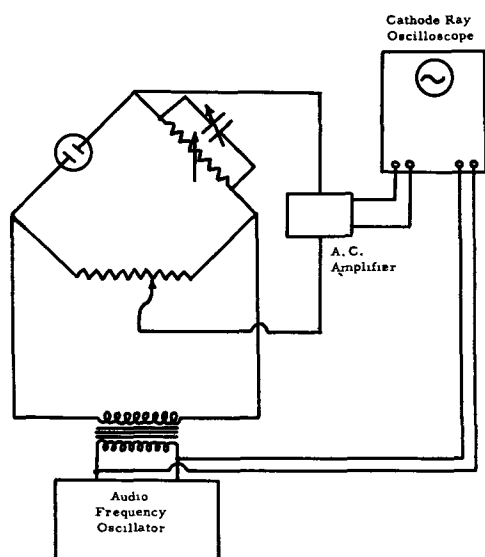 Cathode Ray
Oscilloscope
A.C.
Amplifier
Audio
Frequency
Oscillator